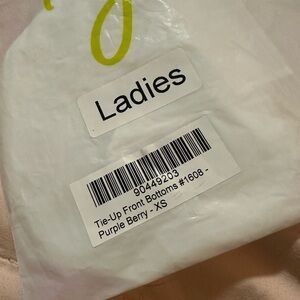 Ladies
90449203
Tie-Up Front Bottoms #1608 -
Purple Berry - XS